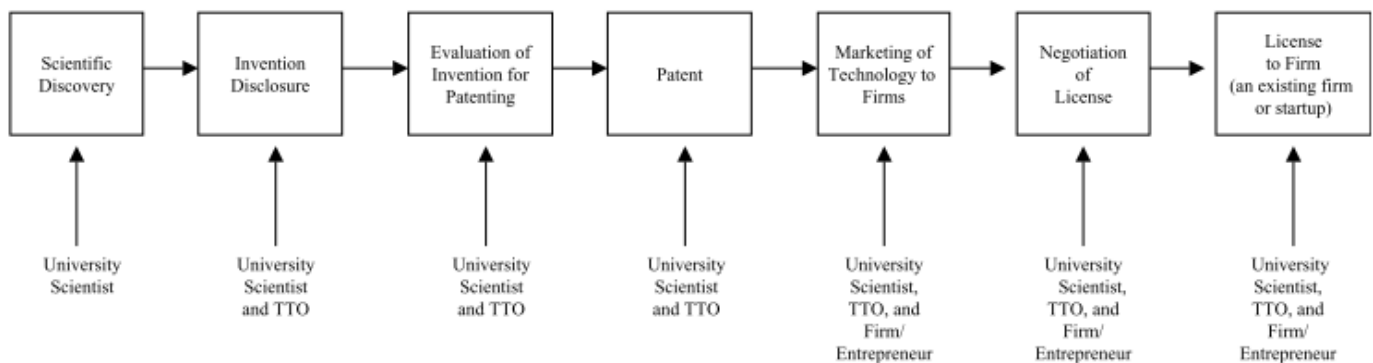 Scientific
Discovery
Invention
Disclosure
Evaluation of
Invention for
Patenting
Patent
Marketing of
Technology to
Firms
Negotiation
of
License
License
to Firm
(an existing firm
or startup)
University
Scientist
University
Scientist
and TTO
University
Scientist
and TTO
University
Scientist
and TTO
University
Scientist,
TTO, and
Firm/
Entrepreneur
University
Scientist,
TTO, and
Firm/
Entrepreneur
University
Scientist,
TTO, and
Firm/
Entrepreneur